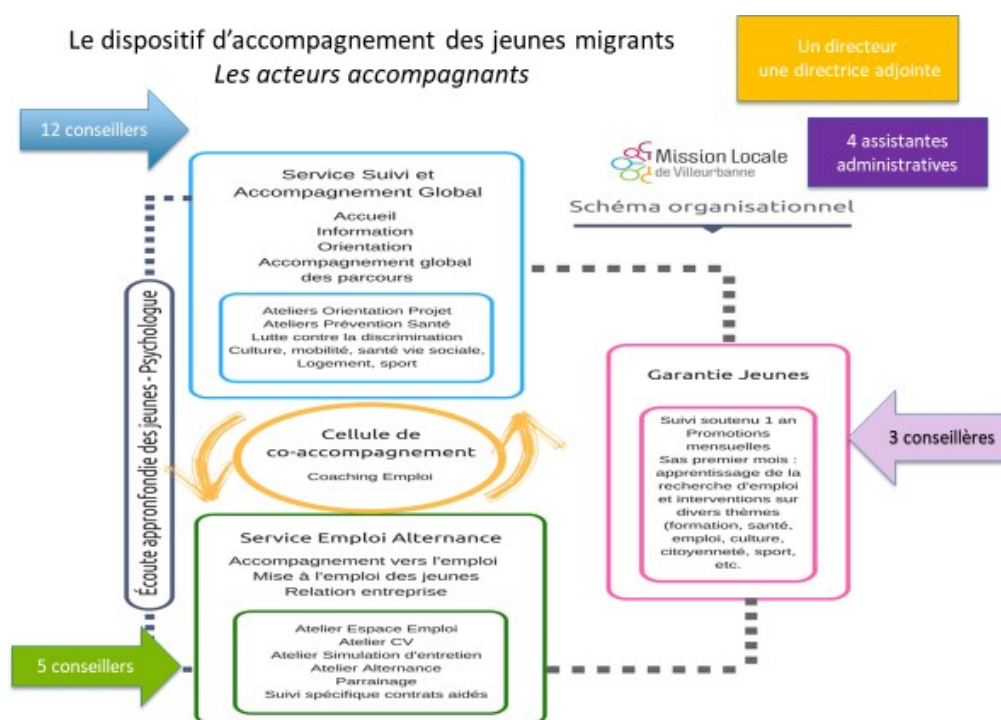 Le dispositif d'accompagnement des jeunes migrants
Les acteurs accompagnants
Un directeur
une directrice adjointe
12 conseillers
4 assistantes
administratives
Mission Locale
de Villeurbanne
Schéma organisationnel
Service Suivi et
Accompagnement Global
Accueil
Information
Orientation
Accompagnement global
des parcours
Ateliers Orientation Projet
Ateliers Prévention Santé
Lutte contre la discrimination
Culture, mobilité, santé vie sociale,
Logement, sport
Écoute appronfondie des jeunes - Psychologue
Cellule de
co-accompagnement
Coaching Emploi
Garantie Jeunes
Suivi soutenu 1 an
Promotions
mensuelles
Sas premier mois :
apprentissage de la
recherche d'emploi
et interventions sur
divers thèmes
(formation, santé,
emploi, culture,
citoyenneté, sport,
etc.
3 conseillères
Service Emploi Alternance
Accompagnement vers l'emploi
Mise à l'emploi des jeunes
Relation entreprise
Atelier Espace Emploi
Atelier CV
Atelier Simulation d'entretien
Atelier Alternance
Parrainage
Suivi spécifique contrats aidés
5 conseillers